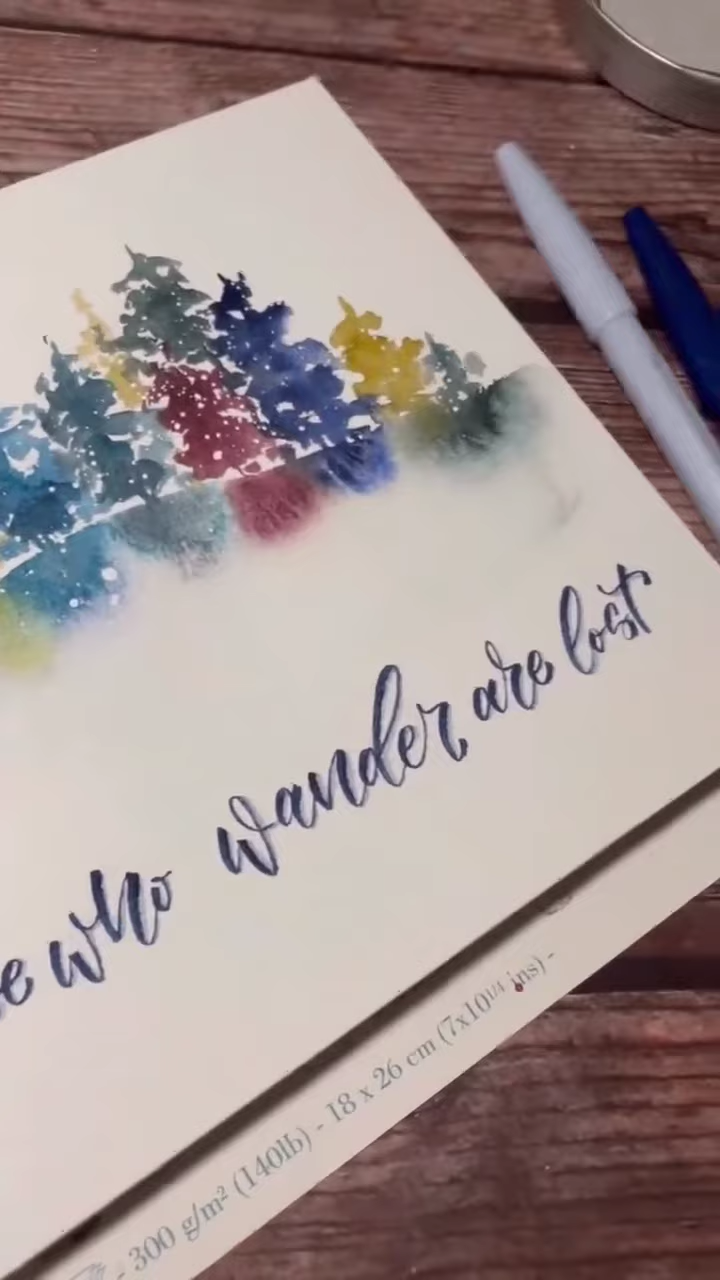 e who wander are lost
- 300 g/m² (140lb) - 18 x 26 cm (7x10¹/⁴ ins) -